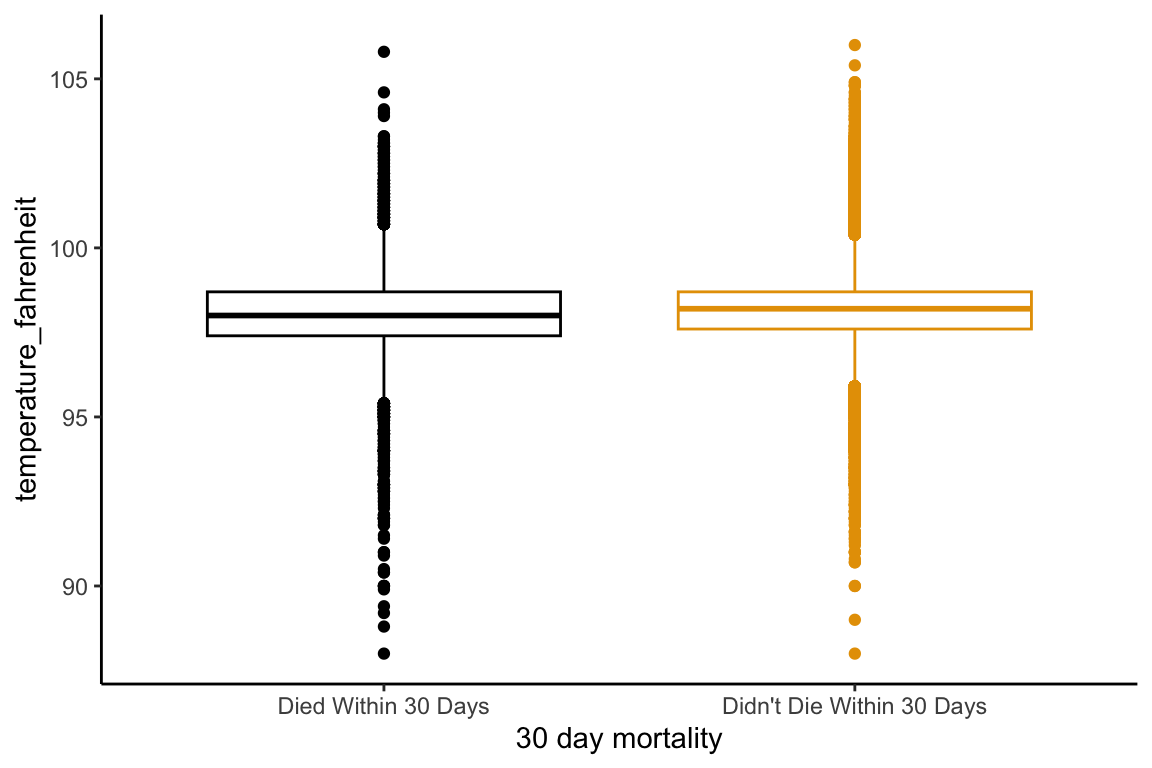 temperature_fahrenheit
105
100
95
90
Died Within 30 Days
Didn't Die Within 30 Days
30 day mortality